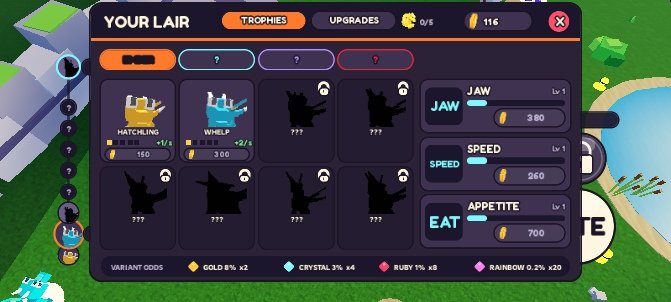 YOUR LAIR
TROPHIES
UPGRADES
0/5
116
?
?
?
HATCHLING
+1/s
150
WHELP
+2/s
300
???
???
???
???
???
???
JAW
JAW
Lv 1
380
SPEED
SPEED
Lv 1
260
EAT
APPETITE
Lv 1
700
?
?
?
?
?
TE
VARIANT ODDS
GOLD 8% x2
CRYSTAL 3% x4
RUBY 1% x8
RAINBOW 0.2% x20